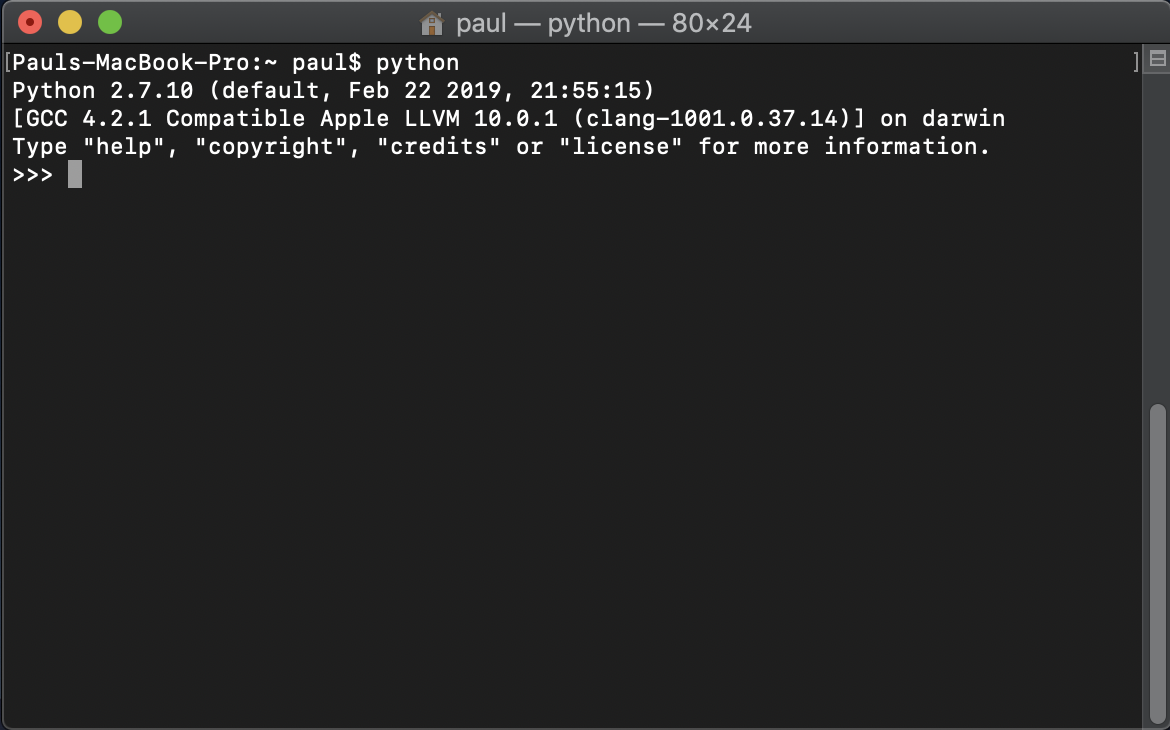 paul — python — 80×24
[Pauls-MacBook-Pro:~ paul$ python ]
Python 2.7.10 (default, Feb 22 2019, 21:55:15)
[GCC 4.2.1 Compatible Apple LLVM 10.0.1 (clang-1001.0.37.14)] on darwin
Type "help", "copyright", "credits" or "license" for more information.
>>>